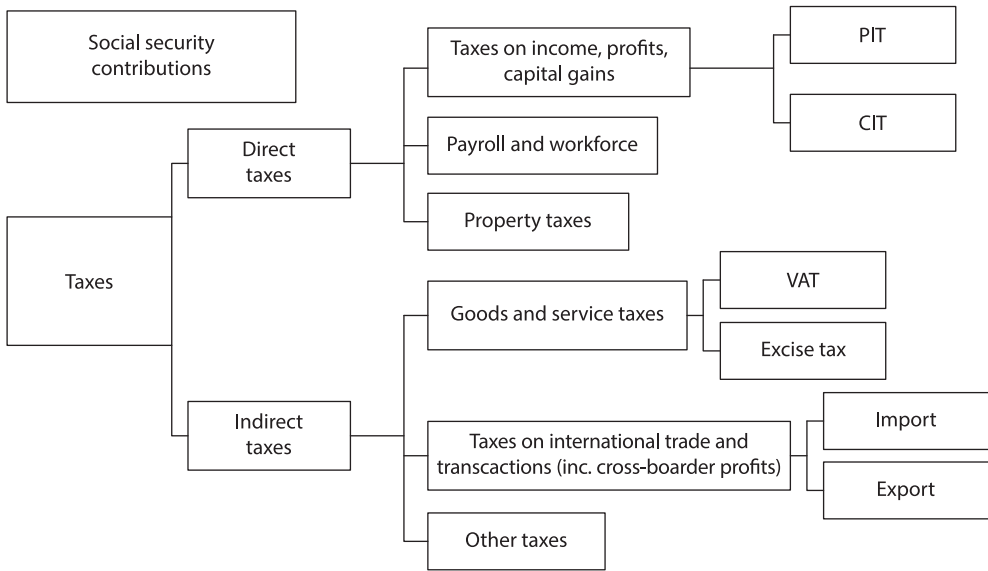 Social security
contributions
Taxes on income, profits,
capital gains
PIT
CIT
Direct
taxes
Payroll and workforce
Property taxes
Taxes
Goods and service taxes
VAT
Excise tax
Indirect
taxes
Taxes on international trade and
transcactions (inc. cross-boarder profits)
Import
Export
Other taxes